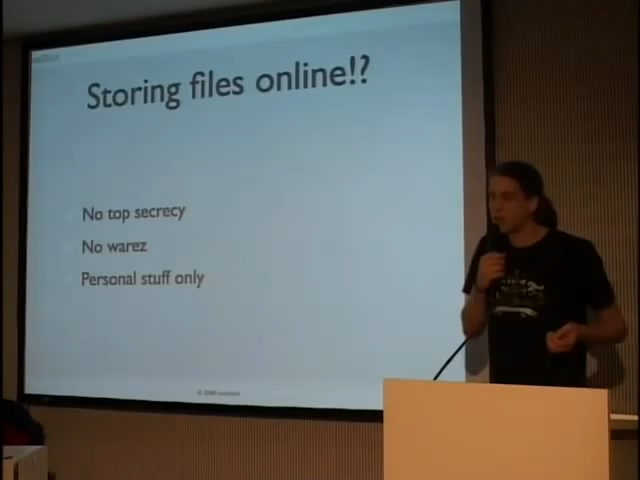 Storing files online!?
No top secrecy
No warez
Personal stuff only